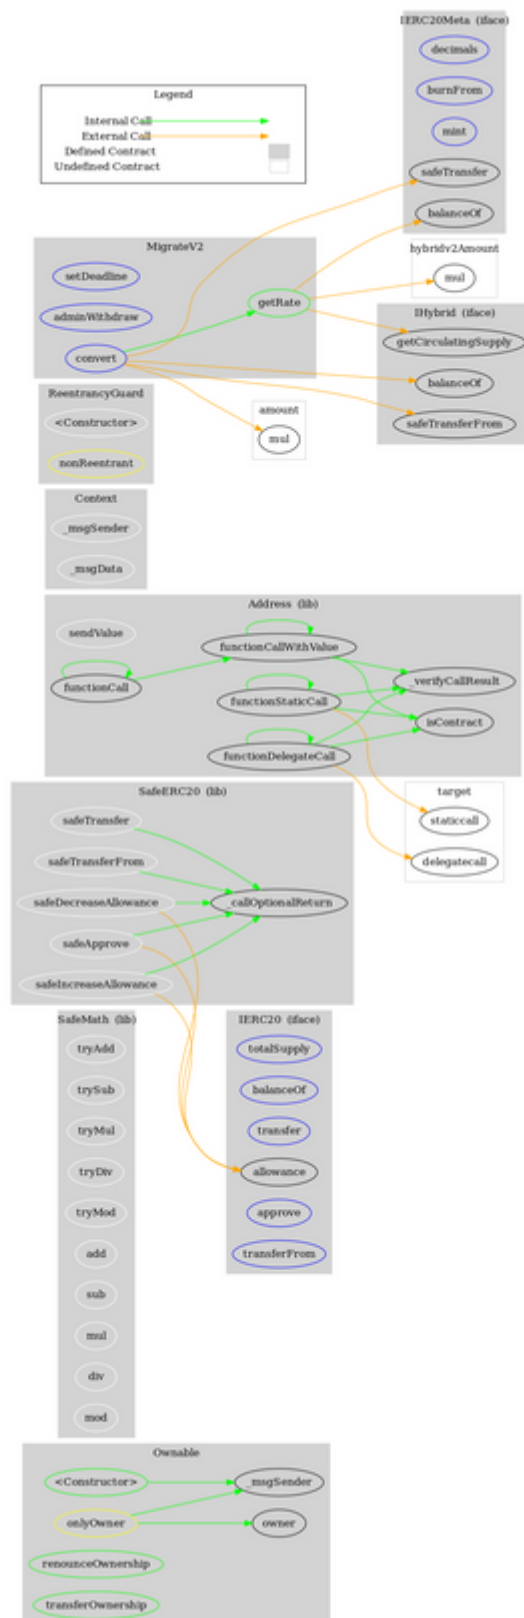 IERC20Meta (iface)
decimals
burnFrom
mint
safeTransfer
balanceOf
Legend
Internal Call
External Call
Defined Contract
Undefined Contract
MigrateV2
setDeadline
adminWithdraw
convert
getRate
hybridv2Amount
mul
IHybrid (iface)
getCirculatingSupply
balanceOf
safeTransferFrom
ReentrancyGuard
<Constructor>
nonReentrant
amount
mul
Context
_msgSender
_msgData
Address (lib)
sendValue
functionCall
functionCallWithValue
functionStaticCall
functionDelegateCall
_verifyCallResult
isContract
target
staticcall
delegatecall
SafeERC20 (lib)
safeTransfer
safeTransferFrom
safeDecreaseAllowance
safeApprove
safeIncreaseAllowance
_callOptionalReturn
SafeMath (lib)
tryAdd
trySub
tryMul
tryDiv
tryMod
add
sub
mul
div
mod
IERC20 (iface)
totalSupply
balanceOf
transfer
allowance
approve
transferFrom
Ownable
<Constructor>
onlyOwner
renounceOwnership
transferOwnership
_msgSender
owner